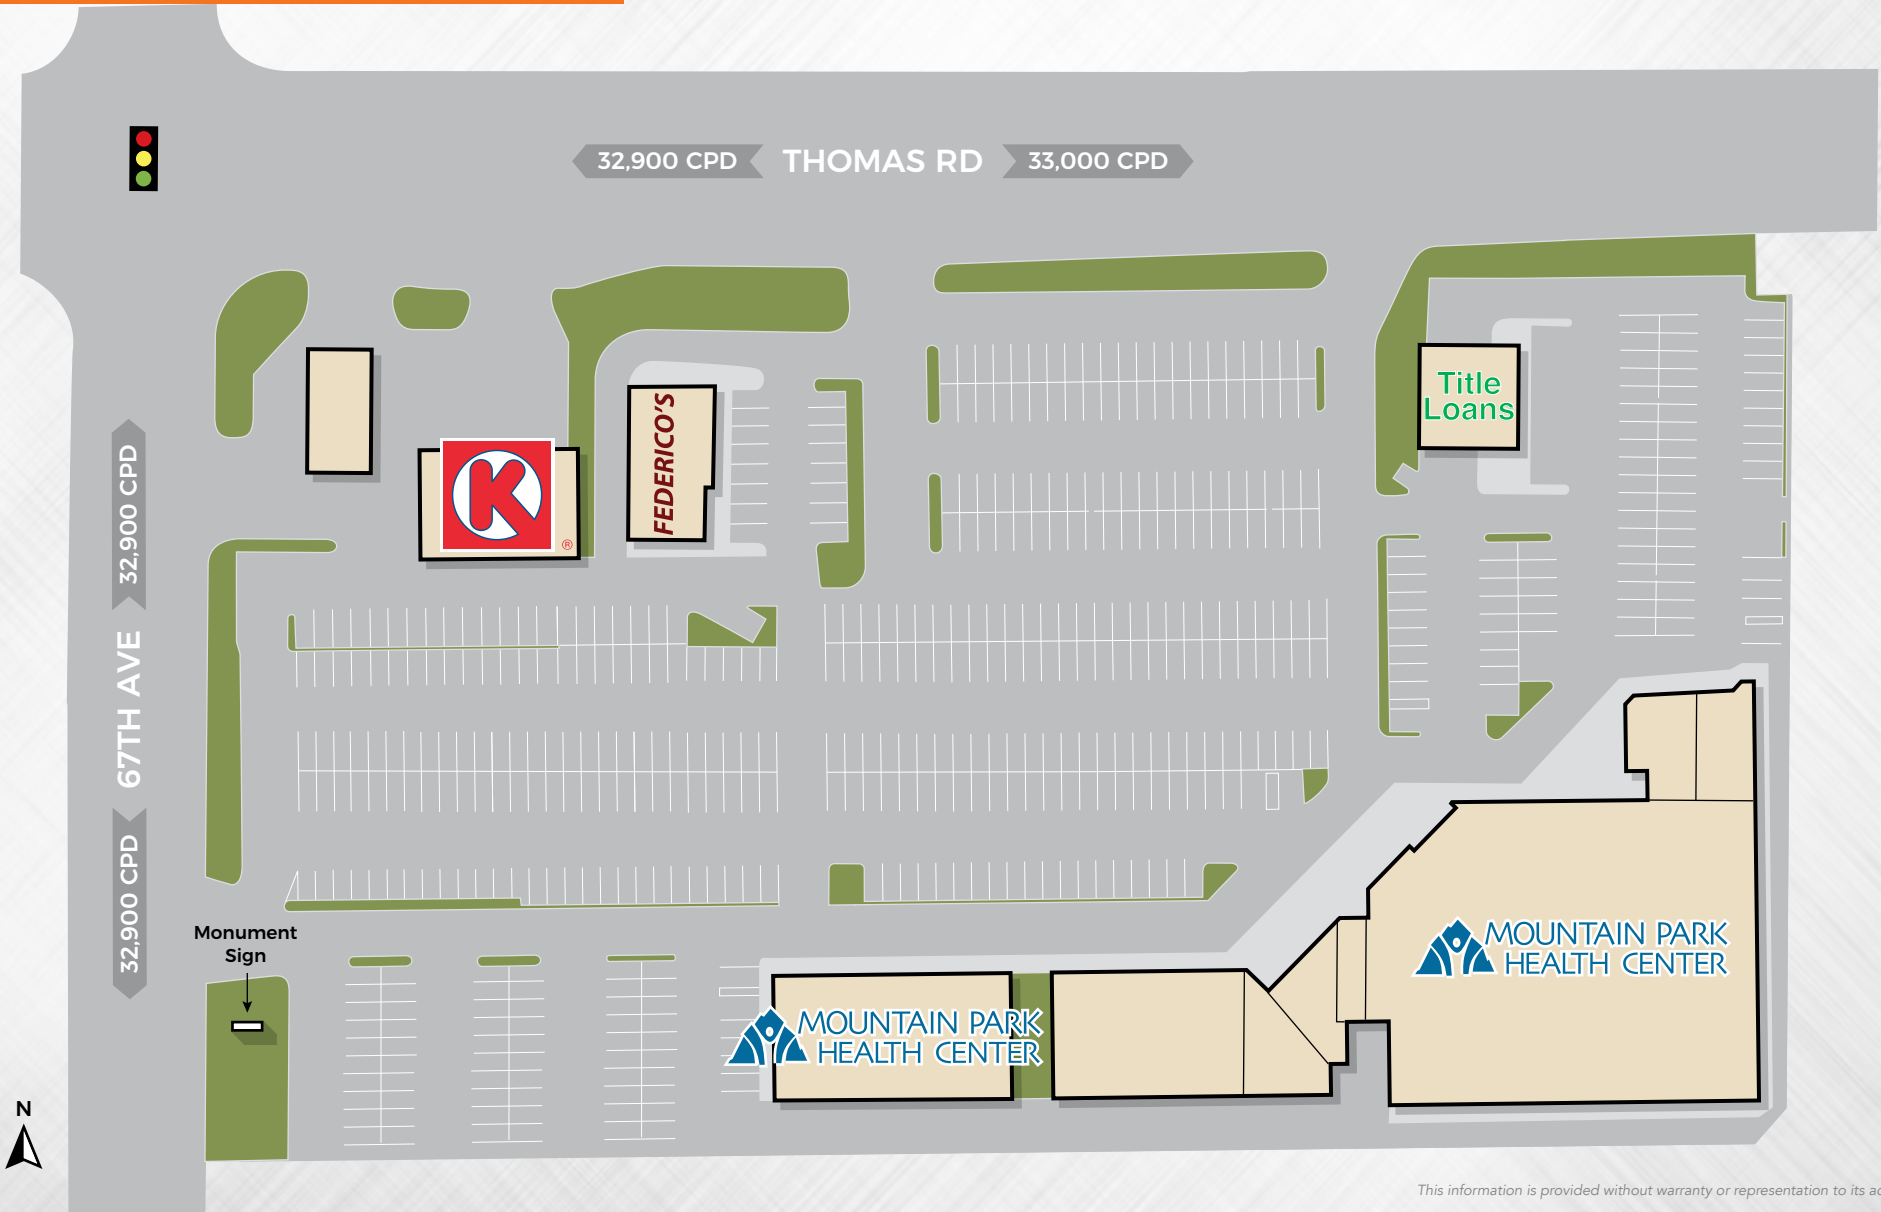 32,900 CPD
THOMAS RD
33,000 CPD
Title
Loans
FEDERICO'S
K
®
32,900 CPD
67TH AVE
32,900 CPD
Monument
Sign
MOUNTAIN PARK
HEALTH CENTER
MOUNTAIN PARK
HEALTH CENTER
N
This information is provided without warranty or representation to its